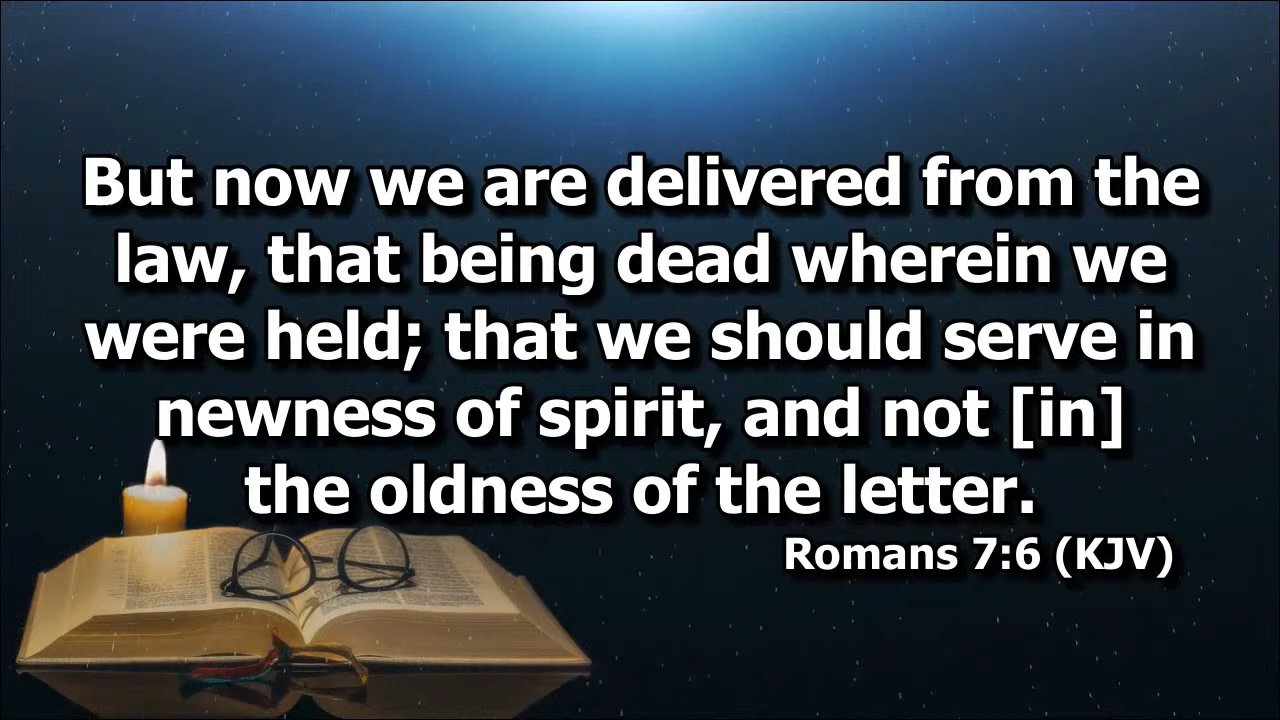 But now we are delivered from the
law, that being dead wherein we
were held; that we should serve in
newness of spirit, and not [in]
the oldness of the letter.
Romans 7:6 (KJV)